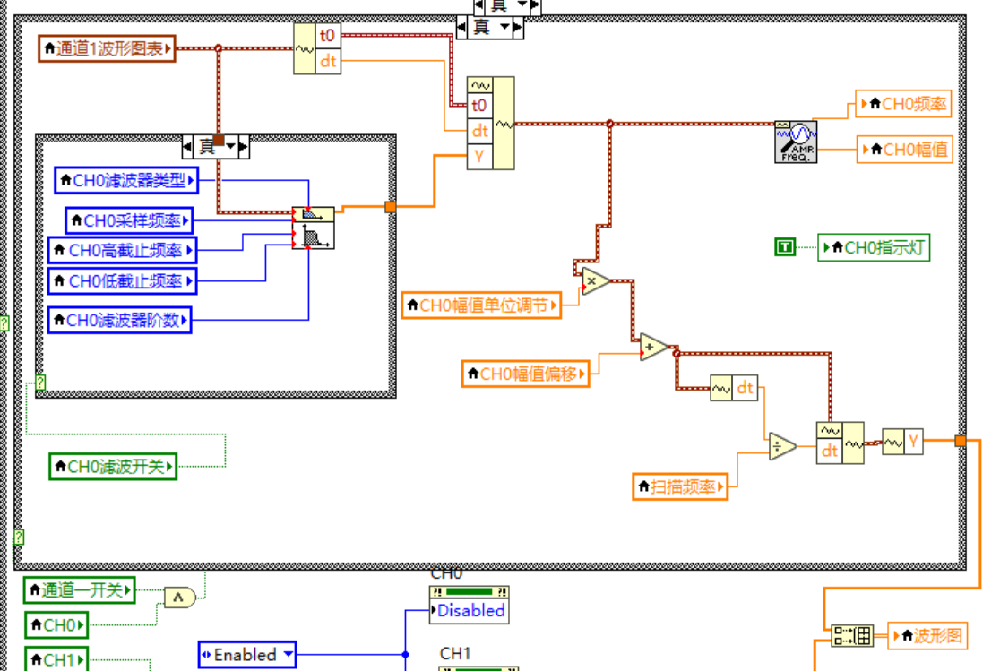 真
真
通道1波形图表
t0
dt
t0
dt
Y
CH0频率
AMP
FREQ.
CH0幅值
真
CH0滤波器类型
CH0采样频率
CH0高截止频率
CH0低截止频率
CH0滤波器阶数
T
CH0指示灯
×
CH0幅值单位调节
+
CH0幅值偏移
?
?
dt
÷
dt
Y
CH0滤波开关
扫描频率
?
CH0
通道一开关
∧
?!
?!
Disabled
CH0
Enabled
CH1
CH1
波形图